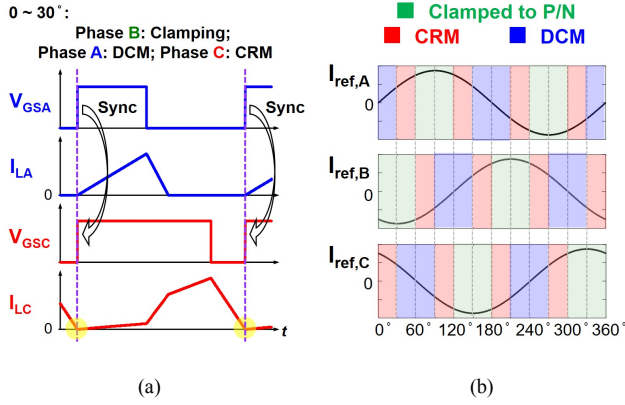 0 ~ 30°:
Phase B: Clamping;
Phase A: DCM; Phase C: CRM
V_GSA
Sync
Sync
I_LA
0
V_GSC
I_LC
0
t
(a)
Clamped to P/N
CRM
DCM
I_ref,A
0
I_ref,B
0
I_ref,C
0
0° 60° 120° 180° 240° 300° 360°
(b)